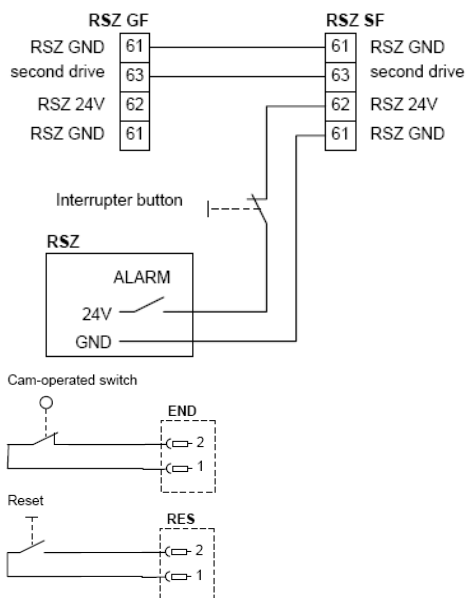 RSZ GF RSZ SF
RSZ GND 61 61 RSZ GND
second drive 63 63 second drive
RSZ 24V 62 62 RSZ 24V
RSZ GND 61 61 RSZ GND
Interrupter button
RSZ
ALARM
24V
GND
Cam-operated switch
END
2
1
Reset
RES
2
1